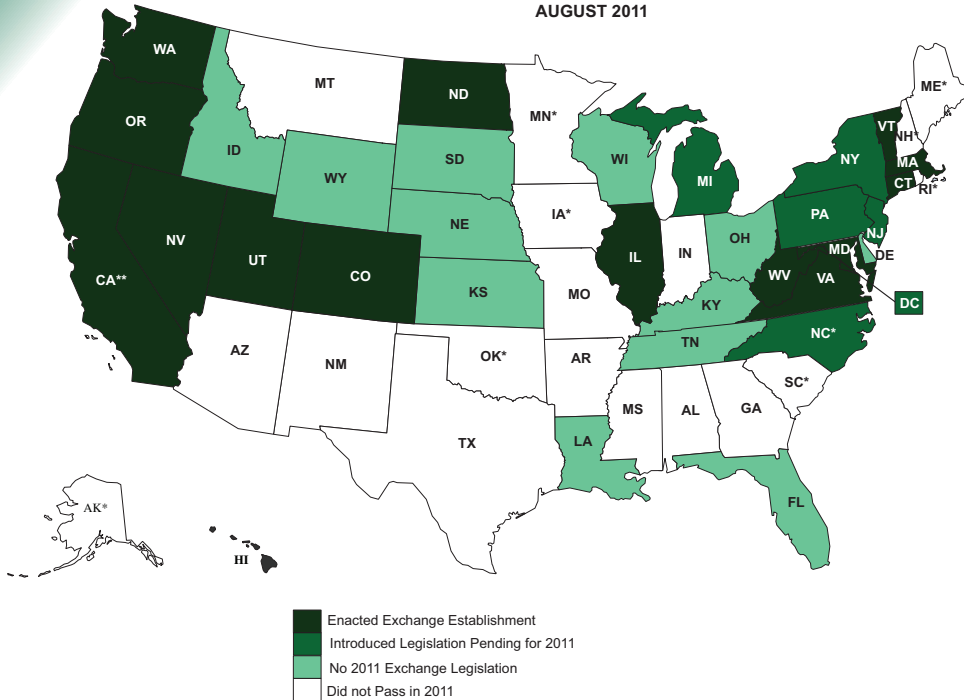 AUGUST 2011
WA
MT
ND
MN*
ME*
OR
ID
SD
WI
MI
NY
VT
NH*
MA
CT
RI*
WY
IA*
NE
PA
NJ
NV
UT
CO
IL
IN
OH
MD
DE
CA**
KS
MO
WV
VA
KY
DC
AZ
NM
OK*
AR
TN
NC*
SC*
TX
LA
MS
AL
GA
FL
AK*
HI
Enacted Exchange Establishment
Introduced Legislation Pending for 2011
No 2011 Exchange Legislation
Did not Pass in 2011